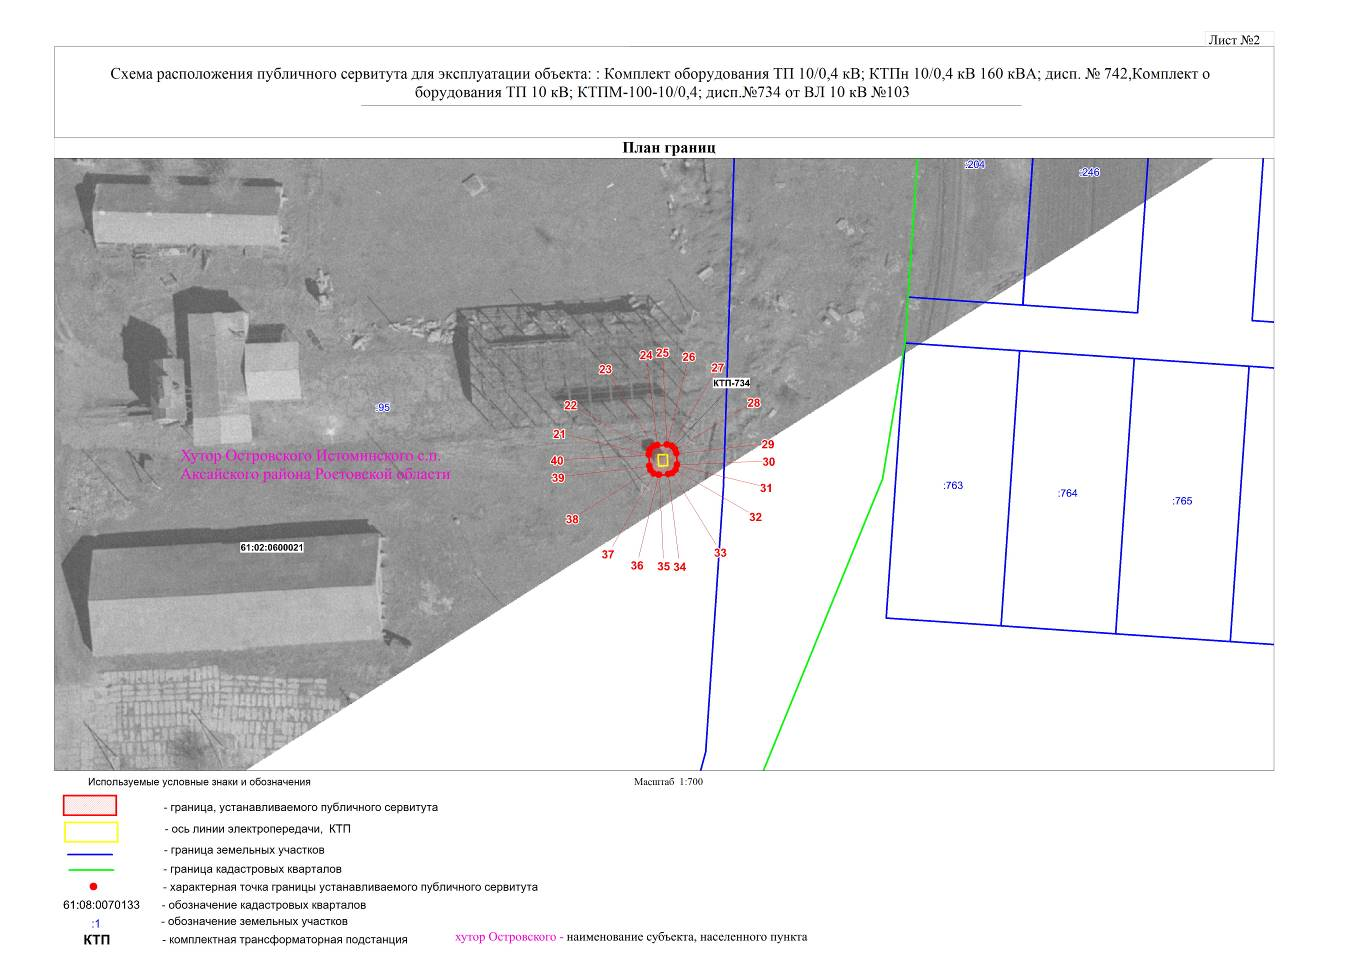 Лист №2
Схема расположения публичного сервитута для эксплуатации объекта: : Комплект оборудования ТП 10/0,4 кВ; КТПн 10/0,4 кВ 160 кВА; дисп. № 742,Комплект о
борудования ТП 10 кВ; КТПМ-100-10/0,4; дисп.№734 от ВЛ 10 кВ №103
План границ
:204
:246
24 25 26
23
27
КТП-734
22
28
:95
21
29
Хутор Островского Истоминского с.п.
40
30
Аксайского района Ростовской области
39
31
:763
:764
:765
38
32
61:02:0600021
37
33
36
35 34
Используемые условные знаки и обозначения
Масштаб 1:700
- граница, устанавливаемого публичного сервитута
- ось линии электропередачи, КТП
- граница земельных участков
- граница кадастровых кварталов
- характерная точка границы устанавливаемого публичного сервитута
61:08:0070133 - обозначение кадастровых кварталов
:1 - обозначение земельных участков
КТП - комплектная трансформаторная подстанция
хутор Островского - наименование субъекта, населенного пункта